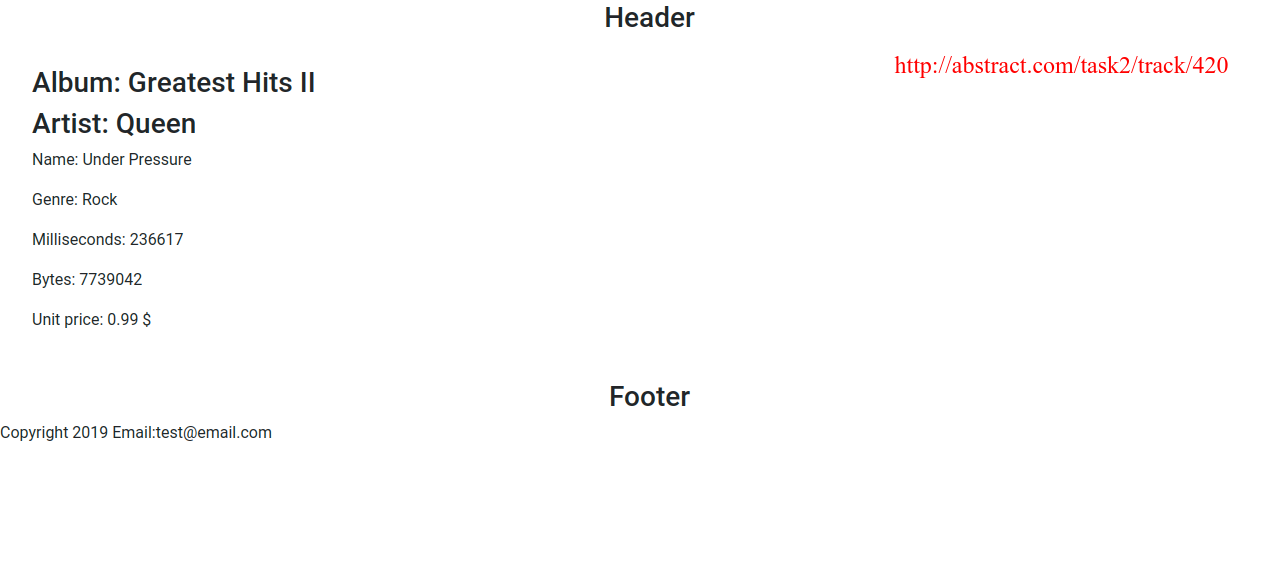 Header
http://abstract.com/task2/track/420
Album: Greatest Hits II
Artist: Queen
Name: Under Pressure
Genre: Rock
Milliseconds: 236617
Bytes: 7739042
Unit price: 0.99 $
Footer
Copyright 2019 Email:test@email.com